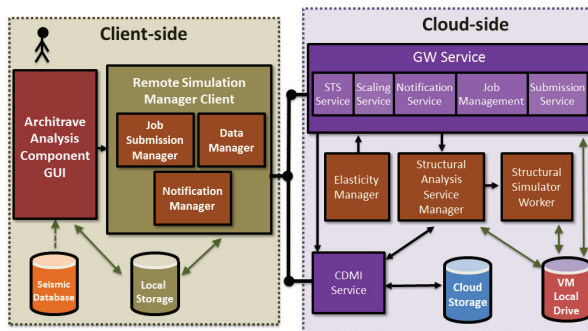 Client-side
Architrave
Analysis
Component
GUI
Remote Simulation
Manager Client
Job
Submission
Manager
Data
Manager
Notification
Manager
Seismic
Database
Local
Storage
Cloud-side
GW Service
STS
Service
Scaling
Service
Notification
Service
Job
Management
Submission
Service
Elasticity
Manager
Structural
Analysis
Service
Manager
Structural
Simulator
Worker
CDMI
Service
Cloud
Storage
VM
Local
Drive